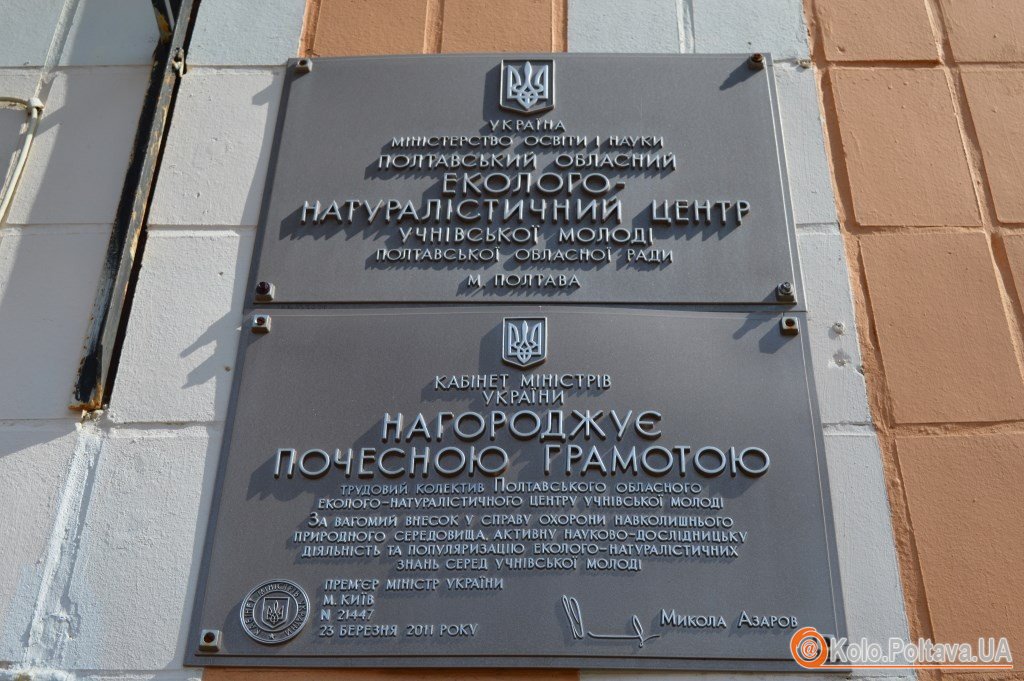 УКРАЇНА
МІНІСТЕРСТВО ОСВІТИ І НАУКИ
ПОЛТАВСЬКИЙ ОБЛАСНИЙ
ЕКОЛОГО-
НАТУРАЛІСТИЧНИЙ ЦЕНТР
УЧНІВСЬКОЇ МОЛОДІ
ПОЛТАВСЬКОЇ ОБЛАСНОЇ РАДИ
М. ПОЛТАВА
КАБІНЕТ МІНІСТРІВ
УКРАЇНИ
НАГОРОДЖУЄ
ПОЧЕСНОЮ ГРАМОТОЮ
ТРУДОВИЙ КОЛЕКТИВ ПОЛТАВСЬКОГО ОБЛАСНОГО
ЕКОЛОГО-НАТУРАЛІСТИЧНОГО ЦЕНТРУ УЧНІВСЬКОЇ МОЛОДІ
ЗА ВАГОМИЙ ВНЕСОК У СПРАВУ ОХОРОНИ НАВКОЛИШНЬОГО
ПРИРОДНОГО СЕРЕДОВИЩА, АКТИВНУ НАУКОВО-ДОСЛІДНИЦЬКУ
ДІЯЛЬНІСТЬ ТА ПОПУЛЯРИЗАЦІЮ ЕКОЛОГО-НАТУРАЛІСТИЧНИХ
ЗНАНЬ СЕРЕД УЧНІВСЬКОЇ МОЛОДІ
ПРЕМ'ЄР МІНІСТР УКРАЇНИ
М. КИЇВ
N 21447
23 БЕРЕЗНЯ 2011 РОКУ
КАБІНЕТ МІНІСТРІВ УКРАЇНИ
МИКОЛА АЗАРОВ
@Kolo.Poltava.UA